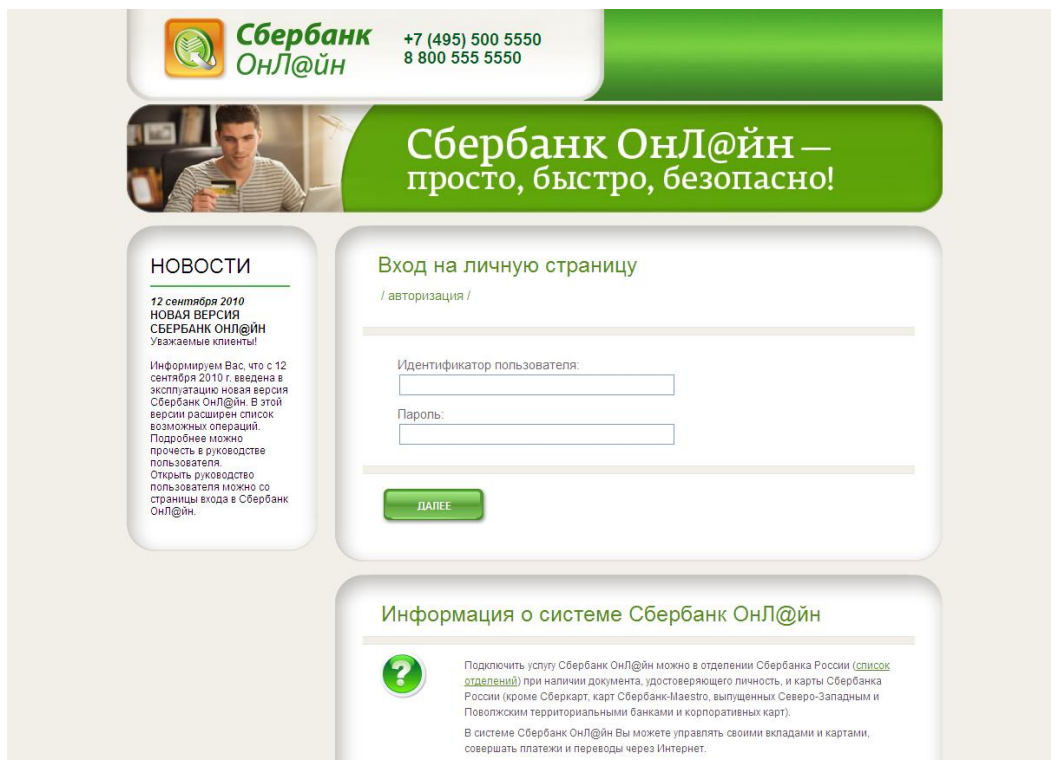 Сбербанк
ОнЛ@йн
+7 (495) 500 5550
8 800 555 5550
Сбербанк ОнЛ@йн —
просто, быстро, безопасно!
НОВОСТИ
12 сентября 2010
НОВАЯ ВЕРСИЯ
СБЕРБАНК ОНЛ@ЙН
Уважаемые клиенты!
Информируем Вас, что с 12
сентября 2010 г. введена в
эксплуатацию новая версия
Сбербанк ОнЛ@йн. В этой
версии расширен список
возможных операций.
Подробнее можно
прочесть в руководстве
пользователя.
Открыть руководство
пользователя можно со
страницы входа в Сбербанк
ОнЛ@йн.
Вход на личную страницу
/ авторизация /
Идентификатор пользователя:
Пароль:
ДАЛЕЕ
Информация о системе Сбербанк ОнЛ@йн
Подключить услугу Сбербанк ОнЛ@йн можно в отделении Сбербанка России (список
отделений) при наличии документа, удостоверяющего личность, и карты Сбербанка
России (кроме Сберкарт, карт Сбербанк-Maestro, выпущенных Северо-Западным и
Поволжским территориальными банками и корпоративных карт).
В системе Сбербанк ОнЛ@йн Вы можете управлять своими вкладами и картами,
совершать платежи и переводы через Интернет.